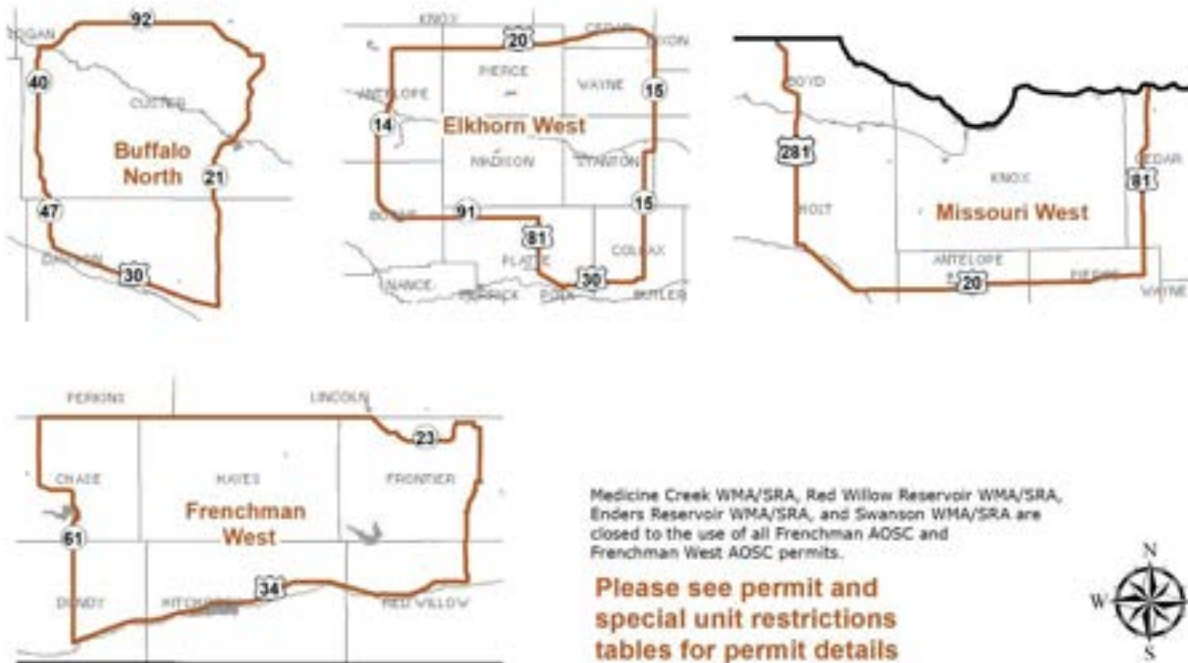 92
LOGAN
40
CUSTER
Buffalo
North
21
47
DAWSON
30
KNOX
CEDAR
DIXON
20
PIERCE
WAYNE
15
ANTELOPE
14
Elkhorn West
MADISON
STANTON
15
BOONE
91
81
COLFAX
PLATTE
30
NANCE
MERRICK
POLK
BUTLER
BOYD
281
CEDAR
KNOX
81
HOLT
Missouri West
ANTELOPE
PIERCE
20
WAYNE
PERKINS
LINCOLN
23
CHASE
HAYES
FRONTIER
Frenchman
West
61
34
DUNDY
HITCHCOCK
RED WILLOW
Medicine Creek WMA/SRA, Red Willow Reservoir WMA/SRA,
Enders Reservoir WMA/SRA, and Swanson WMA/SRA are
closed to the use of all Frenchman AOSC and
Frenchman West AOSC permits.
Please see permit and
special unit restrictions
tables for permit details
N
W
S